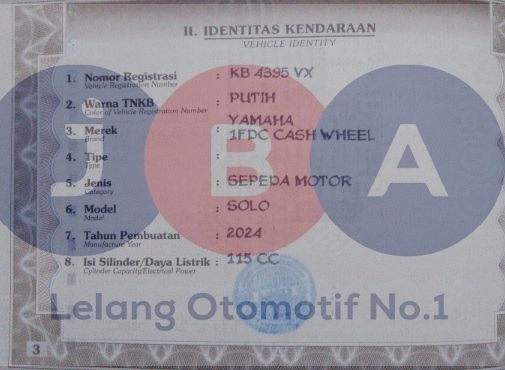 II. IDENTITAS KENDARAAN
VEHICLE IDENTITY
1. Nomor Registrasi : KB 4395 VX
Vehicle Registration Number
2. Warna TNKB : PUTIH
Color of Vehicle Registration Number
YAMAHA
3. Merek : 1FDC CASH WHEEL
Brand
4. Tipe :
Type
5. Jenis : SEPEDA MOTOR
Category
6. Model : SOLO
Model
7. Tahun Pembuatan : 2024
Manufacture Year
8. Isi Silinder/Daya Listrik : 115 CC
Cylinder Capacity/Electrical Power
J B A
Lelang Otomotif No.1
3